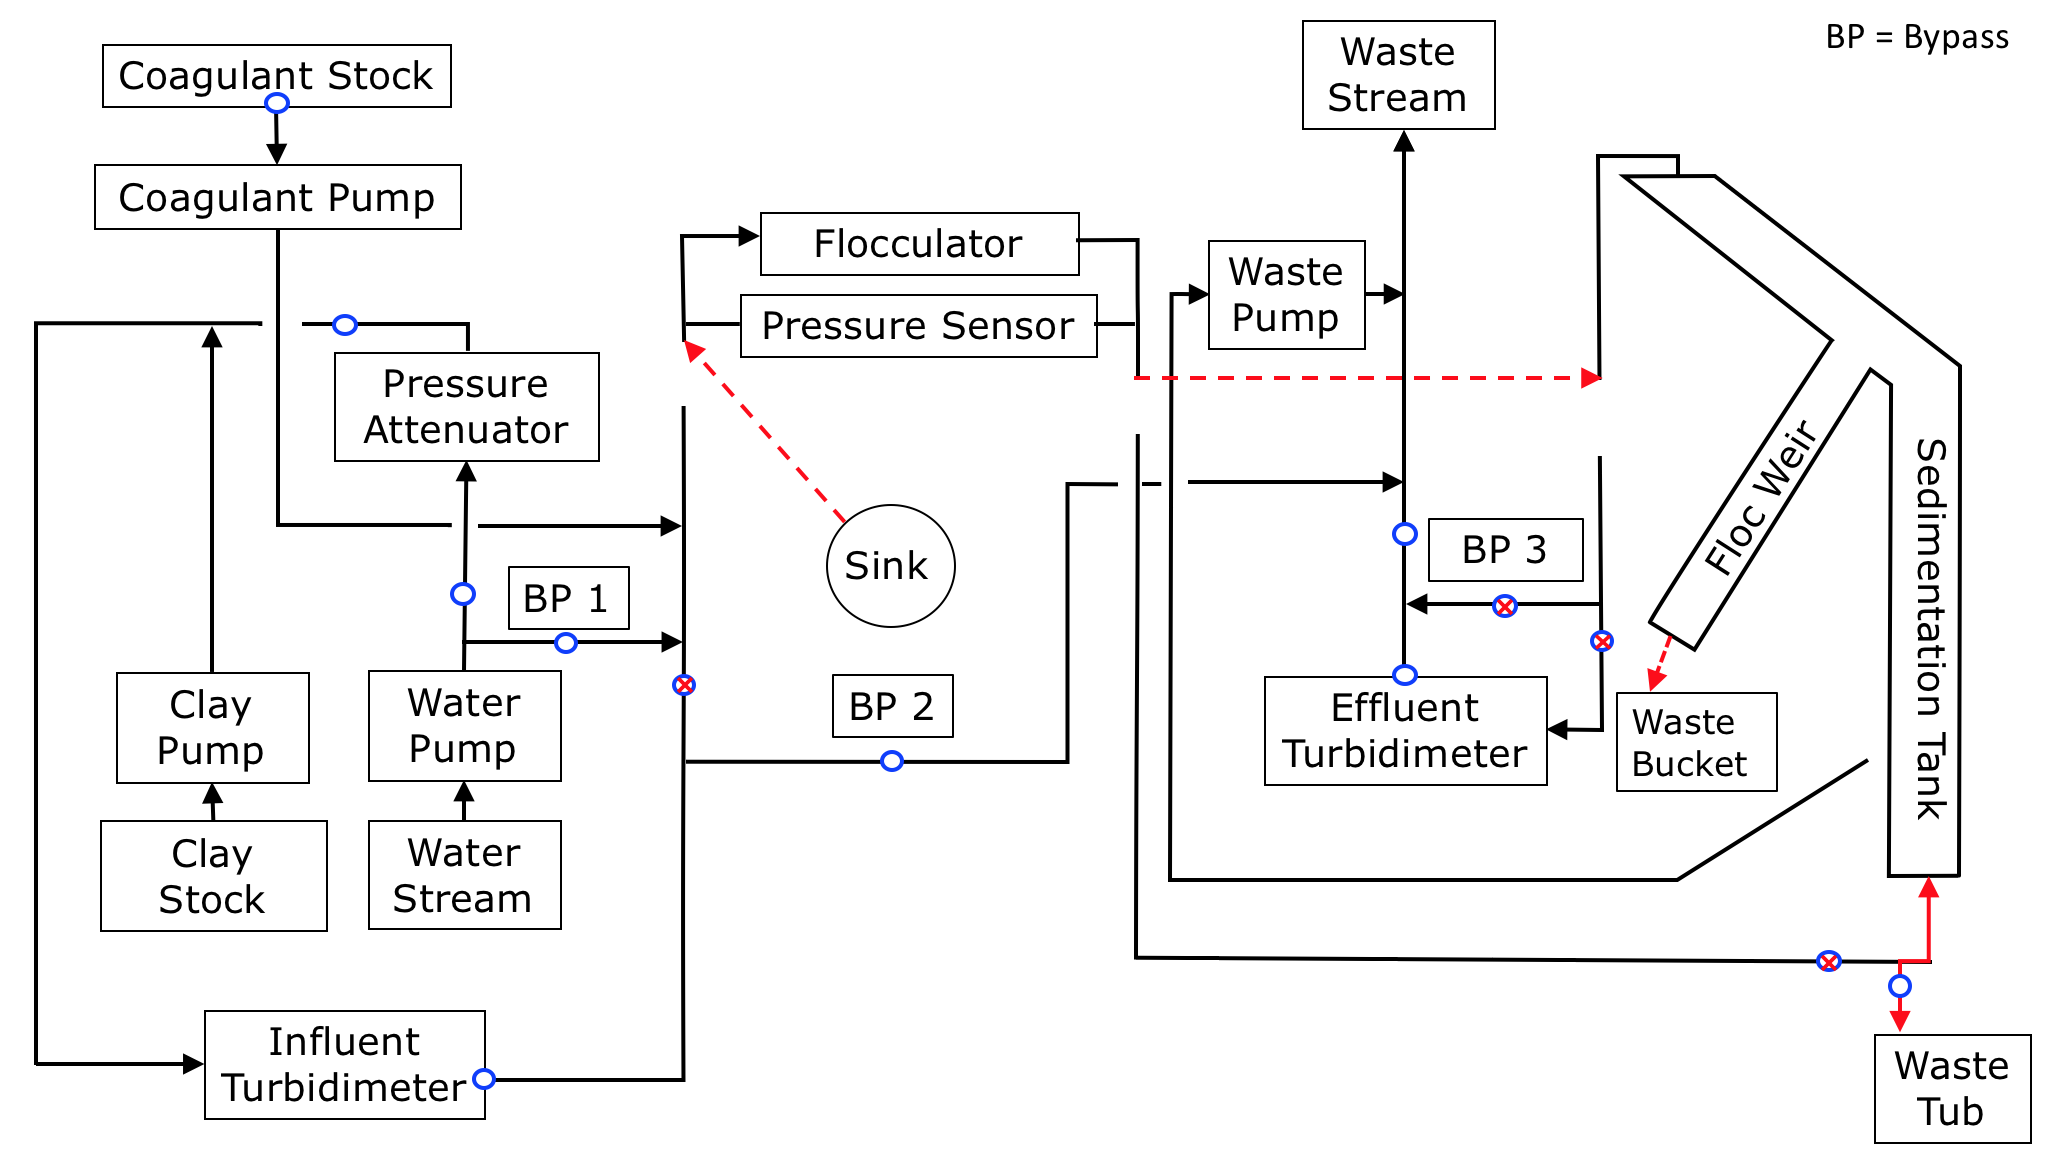 BP = Bypass
Coagulant Stock
Coagulant Pump
Waste
Stream
Flocculator
Pressure Sensor
Waste
Pump
Pressure
Attenuator
Floc Weir
Sedimentation Tank
Sink
BP 1
BP 3
BP 2
Clay
Pump
Water
Pump
Effluent
Turbidimeter
Waste
Bucket
Clay
Stock
Water
Stream
Influent
Turbidimeter
Waste
Tub